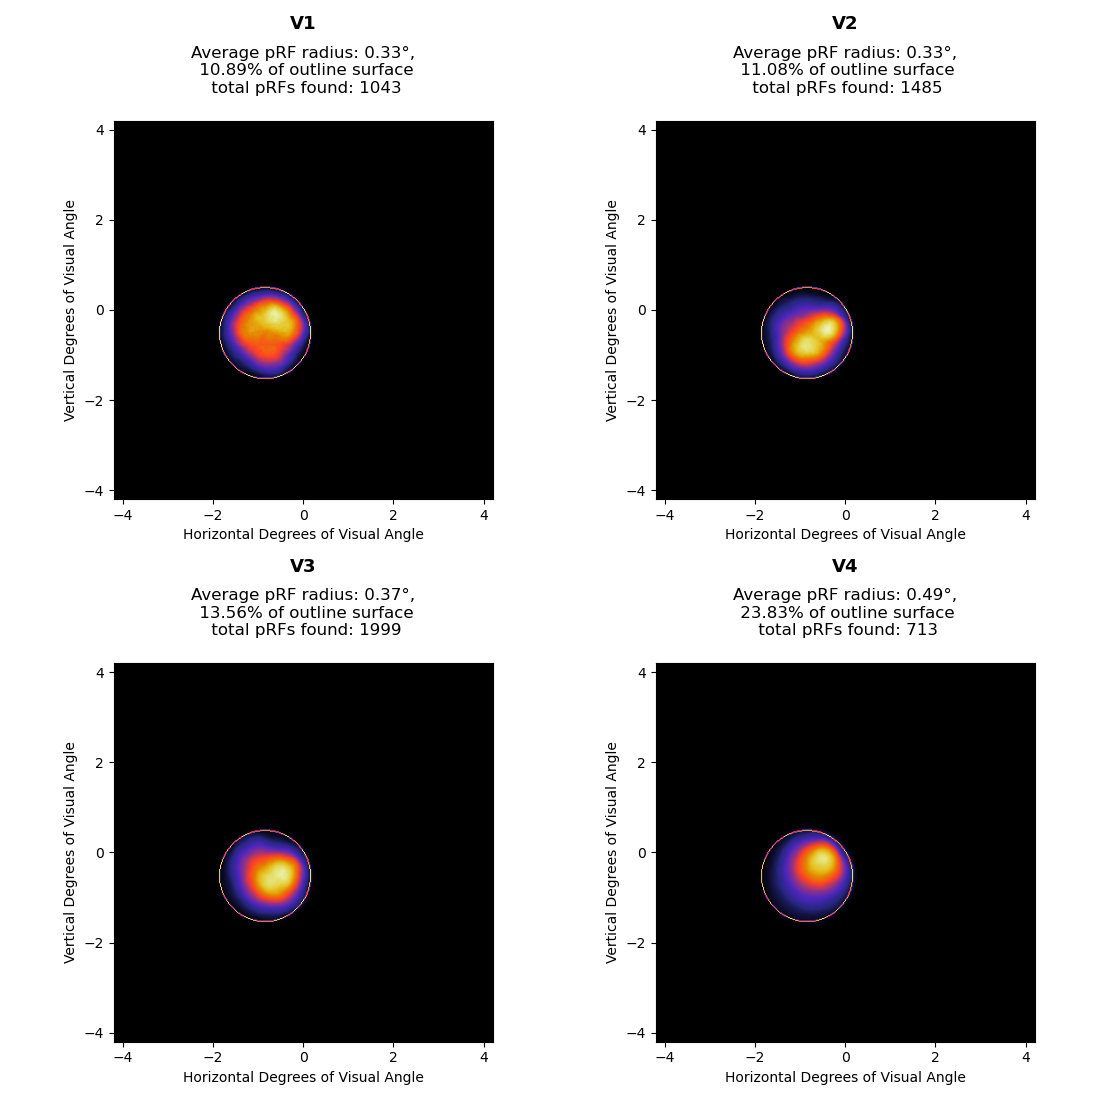 V1
Average pRF radius: 0.33°,
10.89% of outline surface
total pRFs found: 1043
4
2
0
−2
−4
Vertical Degrees of Visual Angle
−4 −2 0 2 4
Horizontal Degrees of Visual Angle
V2
Average pRF radius: 0.33°,
11.08% of outline surface
total pRFs found: 1485
4
2
0
−2
−4
Vertical Degrees of Visual Angle
−4 −2 0 2 4
Horizontal Degrees of Visual Angle
V3
Average pRF radius: 0.37°,
13.56% of outline surface
total pRFs found: 1999
4
2
0
−2
−4
Vertical Degrees of Visual Angle
−4 −2 0 2 4
Horizontal Degrees of Visual Angle
V4
Average pRF radius: 0.49°,
23.83% of outline surface
total pRFs found: 713
4
2
0
−2
−4
Vertical Degrees of Visual Angle
−4 −2 0 2 4
Horizontal Degrees of Visual Angle